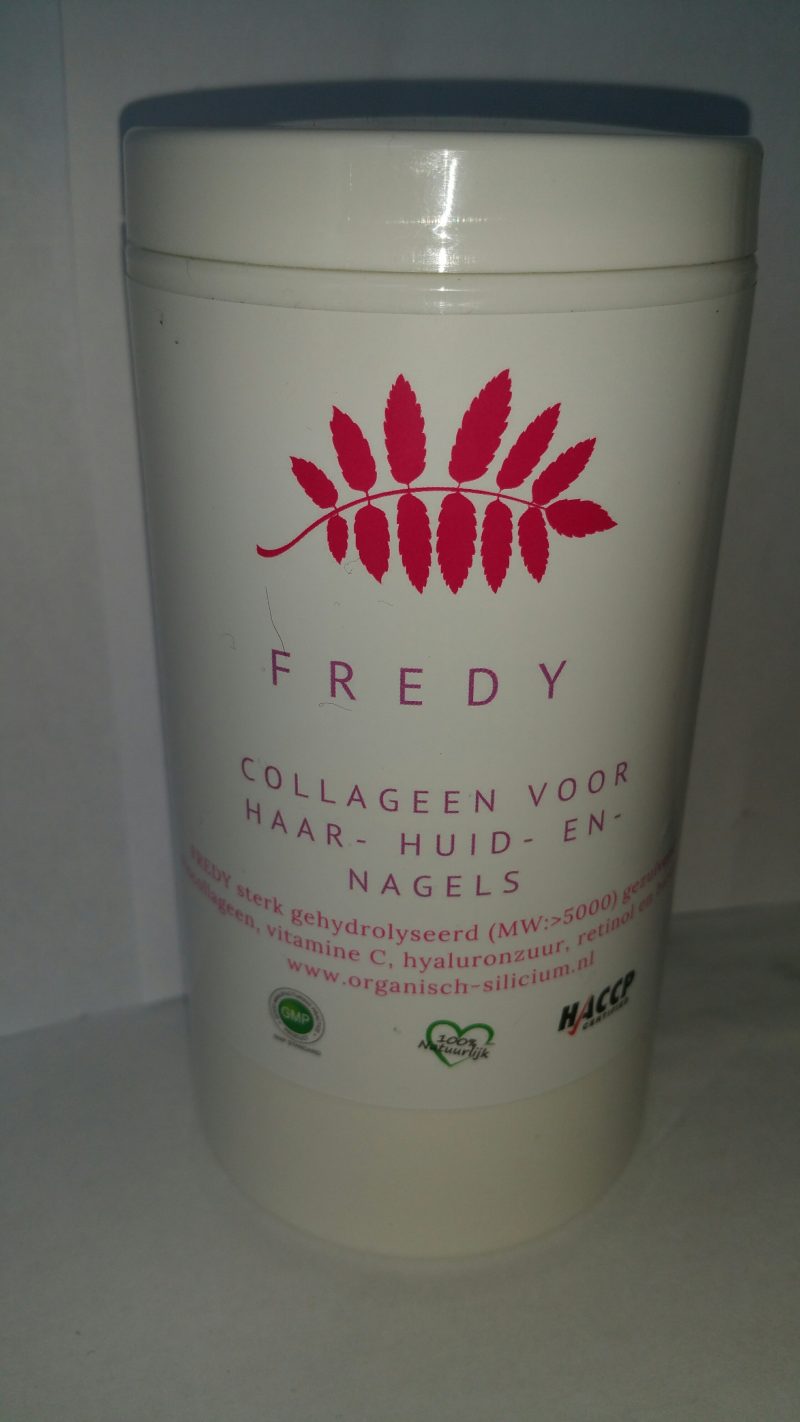 FREDY
COLLAGEEN VOOR
HAAR- HUID- EN-
NAGELS
FREDY sterk gehydrolyseerd (MW:>5000)
vitamine C, hyaluronzuur, retinol en
www.organisch-silicium.nl
GMP
100%
Natuurlijk
HACCP
CERTIFIED